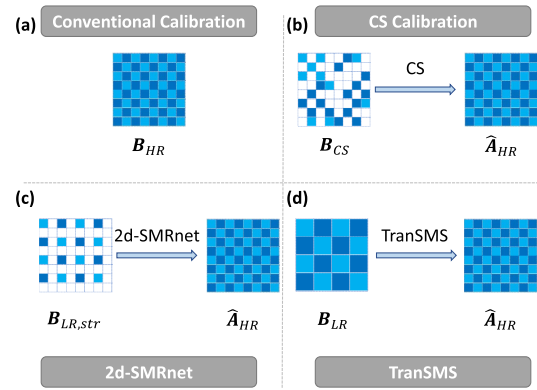 (a) Conventional Calibration
B_HR
(b) CS Calibration
CS
B_CS
Â_HR
(c)
2d-SMRnet
B_LR,str
Â_HR
2d-SMRnet
(d)
TranSMS
B_LR
Â_HR
TranSMS